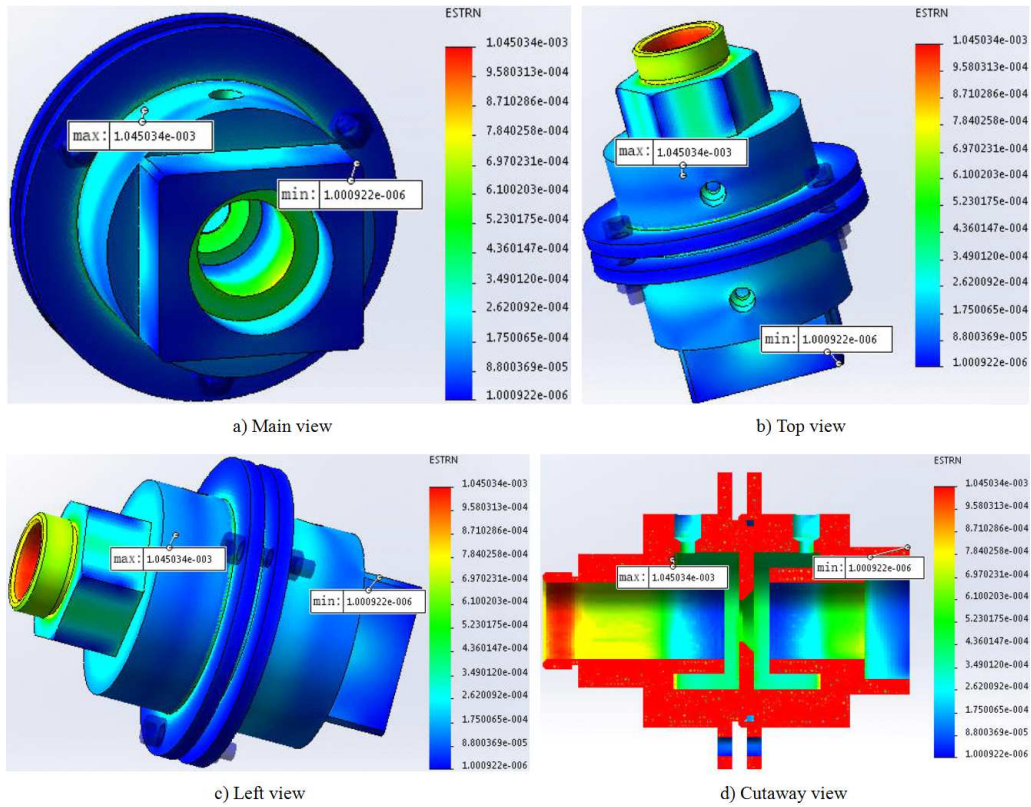 ESTRN
1.045034e-003
9.580313e-004
8.710286e-004
7.840258e-004
6.970231e-004
6.100203e-004
5.230175e-004
4.360147e-004
3.490120e-004
2.620092e-004
1.750065e-004
8.800369e-005
1.000922e-006
max: 1.045034e-003
min: 1.000922e-006
a) Main view
ESTRN
1.045034e-003
9.580313e-004
8.710286e-004
7.840258e-004
6.970231e-004
6.100203e-004
5.230175e-004
4.360147e-004
3.490120e-004
2.620092e-004
1.750065e-004
8.800369e-005
1.000922e-006
max: 1.045034e-003
min: 1.000922e-006
b) Top view
ESTRN
1.045034e-003
9.580313e-004
8.710286e-004
7.840258e-004
6.970231e-004
6.100203e-004
5.230175e-004
4.360147e-004
3.490120e-004
2.620092e-004
1.750065e-004
8.800369e-005
1.000922e-006
max: 1.045034e-003
min: 1.000922e-006
c) Left view
ESTRN
1.045034e-003
9.580313e-004
8.710286e-004
7.840258e-004
6.970231e-004
6.100203e-004
5.230175e-004
4.360147e-004
3.490120e-004
2.620092e-004
1.750065e-004
8.800369e-005
1.000922e-006
max: 1.045034e-003
min: 1.000922e-006
d) Cutaway view